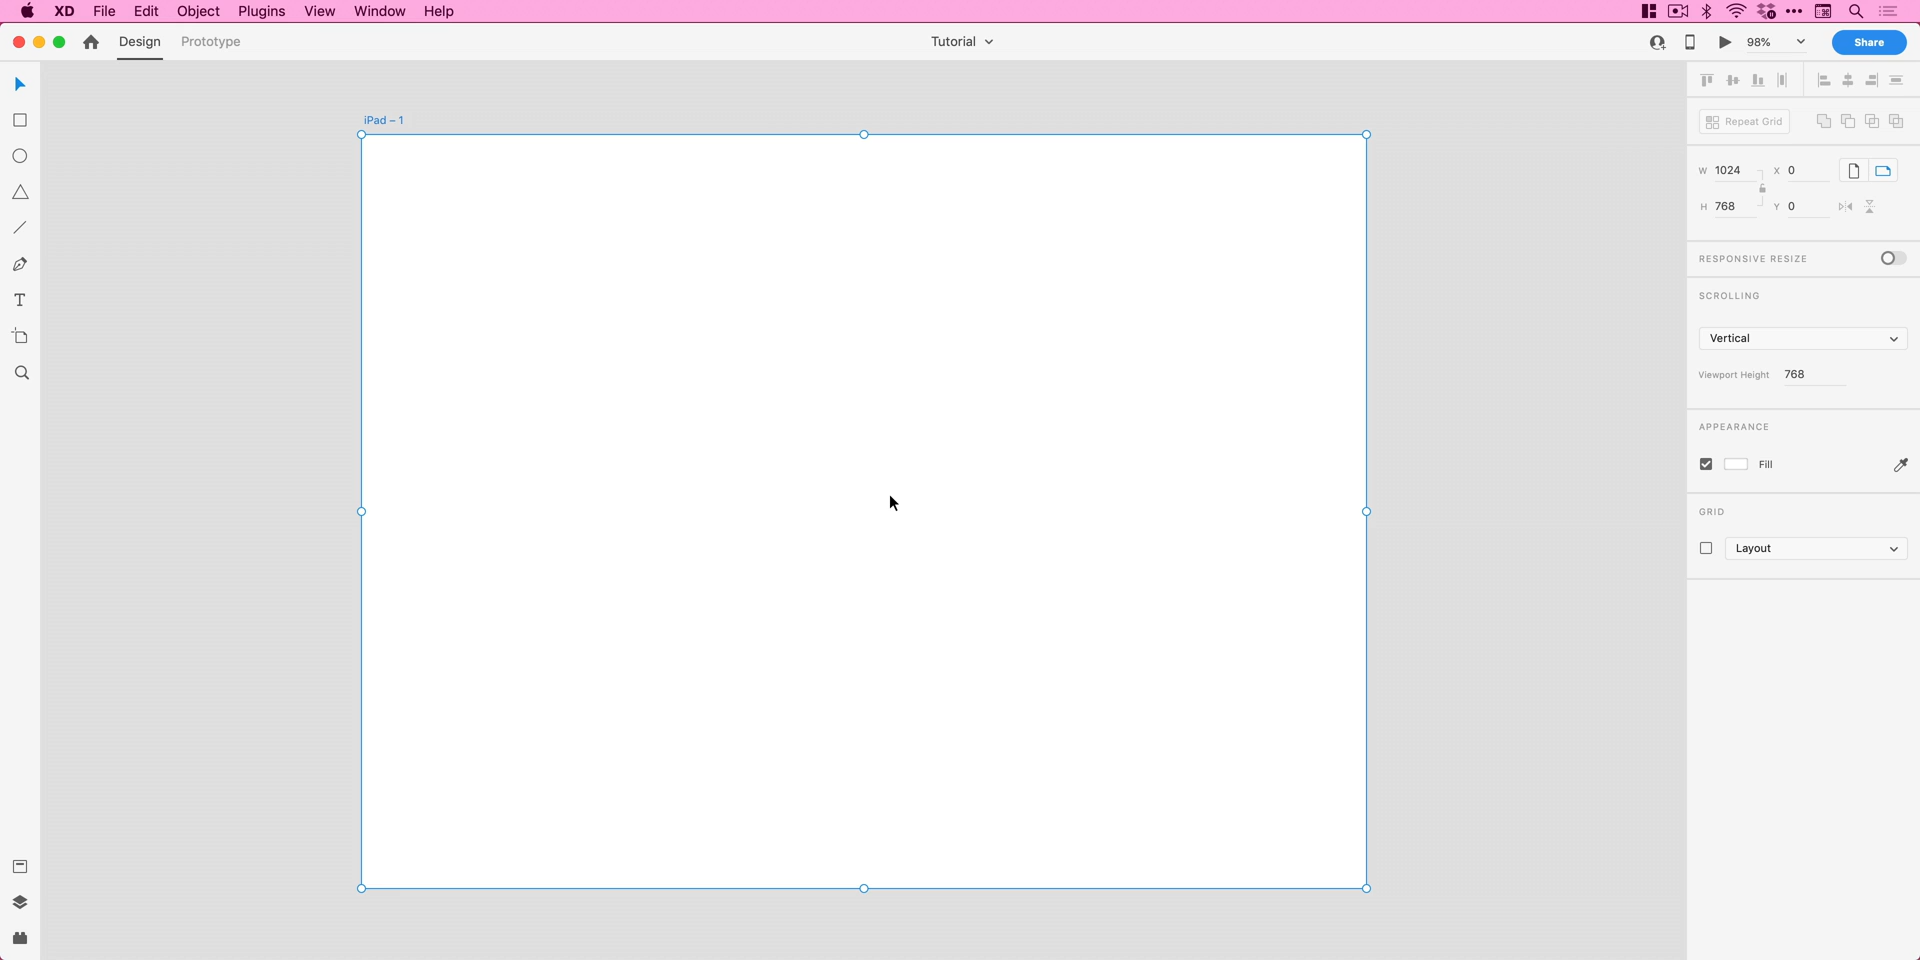 XD File Edit Object Plugins View Window Help
Design Prototype Tutorial 98% Share
iPad – 1
Repeat Grid
W 1024 X 0
H 768 Y 0
RESPONSIVE RESIZE
SCROLLING
Vertical
Viewport Height 768
APPEARANCE
Fill
GRID
Layout
T